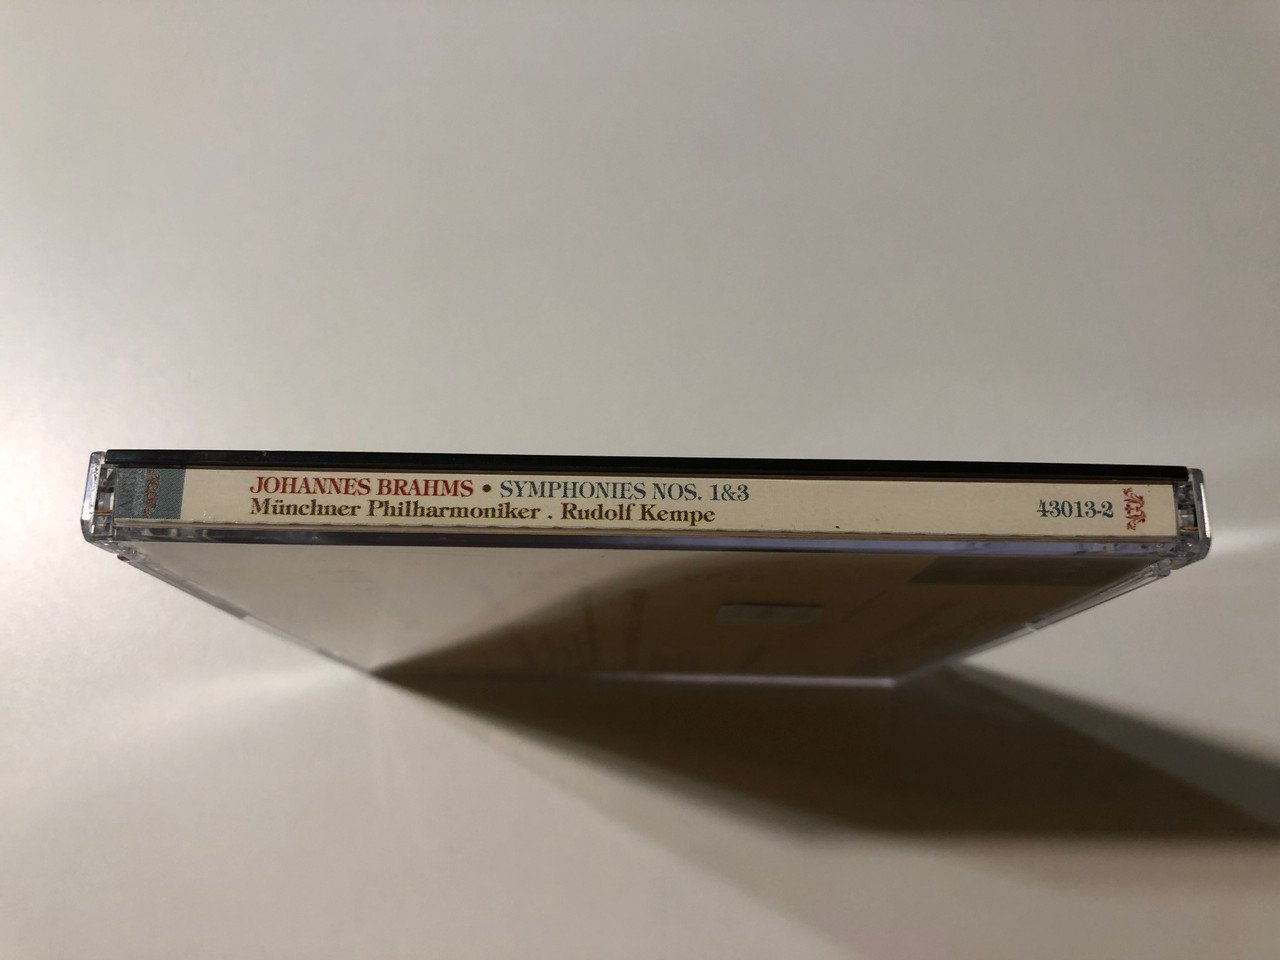 JOHANNES BRAHMS • SYMPHONIES NOS. 1&3
Münchner Philharmoniker . Rudolf Kempe
43013-2